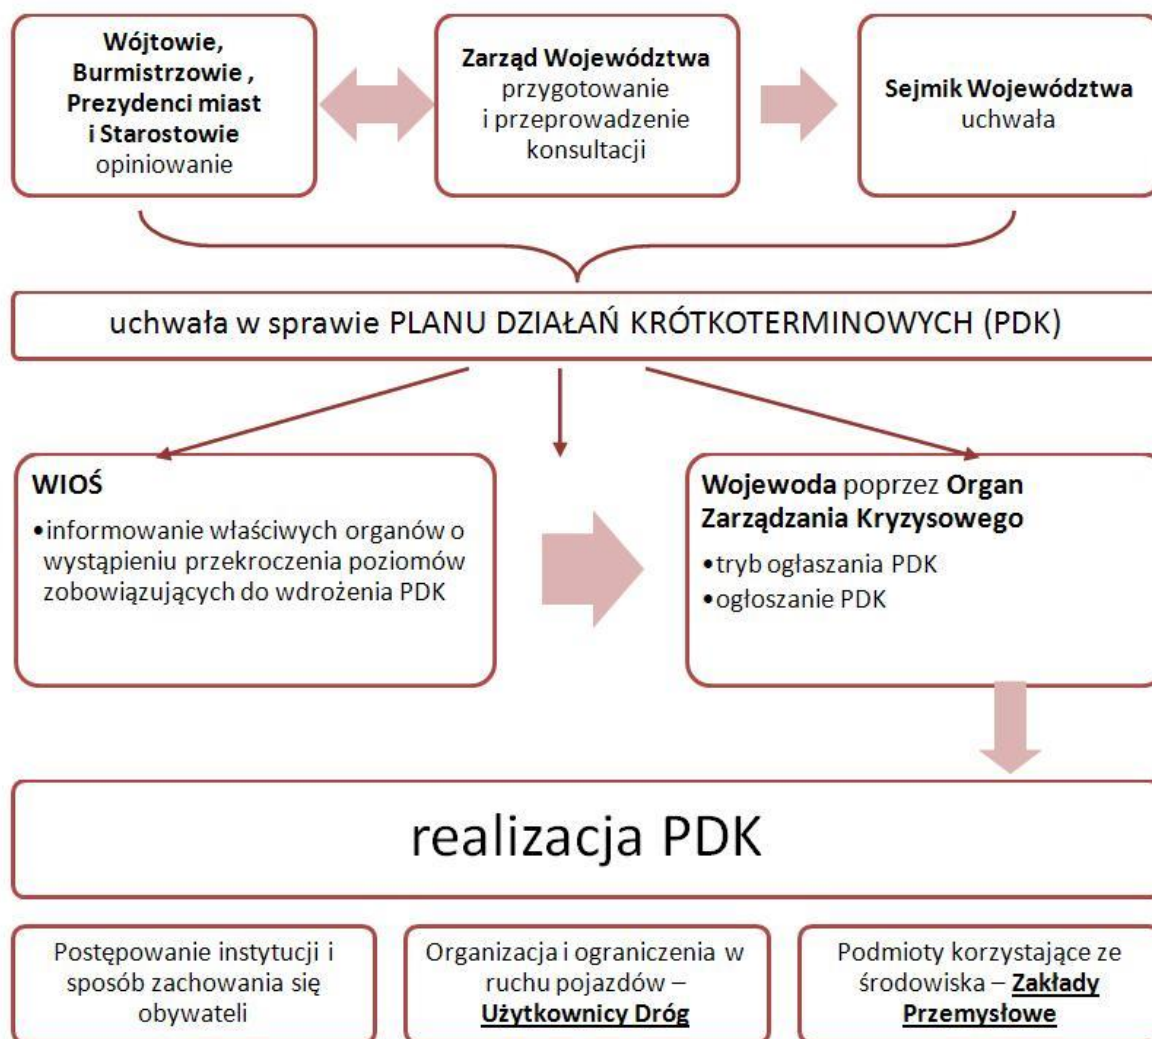 Wójtowie,
Burmistrzowie ,
Prezydenci miast
i Starostowie
opiniowanie
Zarząd Województwa
przygotowanie
i przeprowadzenie
konsultacji
Sejmik Województwa
uchwała
uchwała w sprawie PLANU DZIAŁAŃ KRÓTKOTERMINOWYCH (PDK)
WIOŚ
•informowanie właściwych organów o
wystąpieniu przekroczenia poziomów
zobowiązujących do wdrożenia PDK
Wojewoda poprzez Organ
Zarządzania Kryzysowego
•tryb ogłaszania PDK
•ogłoszanie PDK
realizacja PDK
Postępowanie instytucji i
sposób zachowania się
obywateli
Organizacja i ograniczenia w
ruchu pojazdów –
Użytkownicy Dróg
Podmioty korzystające ze
środowiska – Zakłady
Przemysłowe